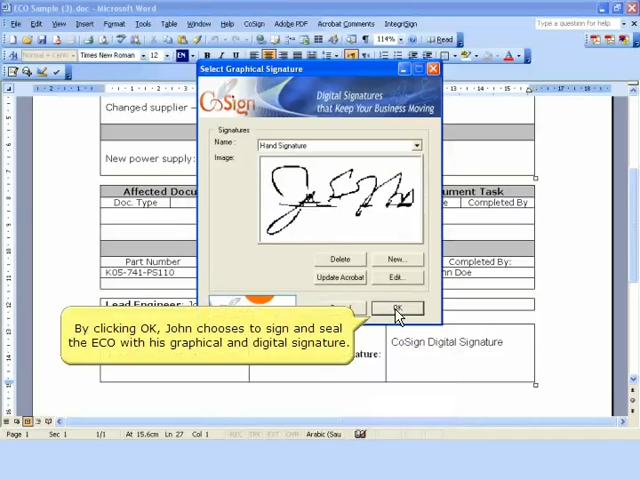 ECO Sample (3).doc - Microsoft Word
File Edit View Insert Format Tools Table Window Help CoSign Adobe PDF Acrobat Comments IntegriSign
Type a question for help
Times New Roman 12 EN B I U 114% Read
Select Graphical Signature
CoSign
Digital Signatures
that Keep Your Business Moving
Signatures
Name : Hand Signature
Image:
Delete New...
Update Acrobat Edit...
OK
Changed supplier –
New power supply:
Affected Docu
ument Task
Doc. Type
Completed By
Part Number
Completed By:
K05-741-PS110
hn Doe
Lead Engineer: J
By clicking OK, John chooses to sign and seal
the ECO with his graphical and digital signature.
CoSign Digital Signature
harić:
Page 1 Sec 1 1/1 At 15.6cm Ln 27 Col 1 REC TRK EXT OVR Arabic (Sau